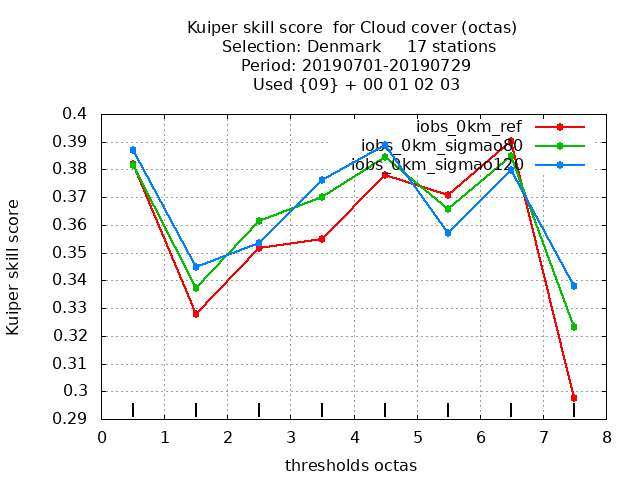 Kuiper skill score  for Cloud cover (octas)
Selection: Denmark     17 stations
Period: 20190701-20190729
Used {09} + 00 01 02 03
iobs_0km_ref
iobs_0km_sigmao80
iobs_0km_sigmao120
Kuiper skill score
0.4
0.39
0.38
0.37
0.36
0.35
0.34
0.33
0.32
0.31
0.3
0.29
0 1 2 3 4 5 6 7 8
thresholds octas